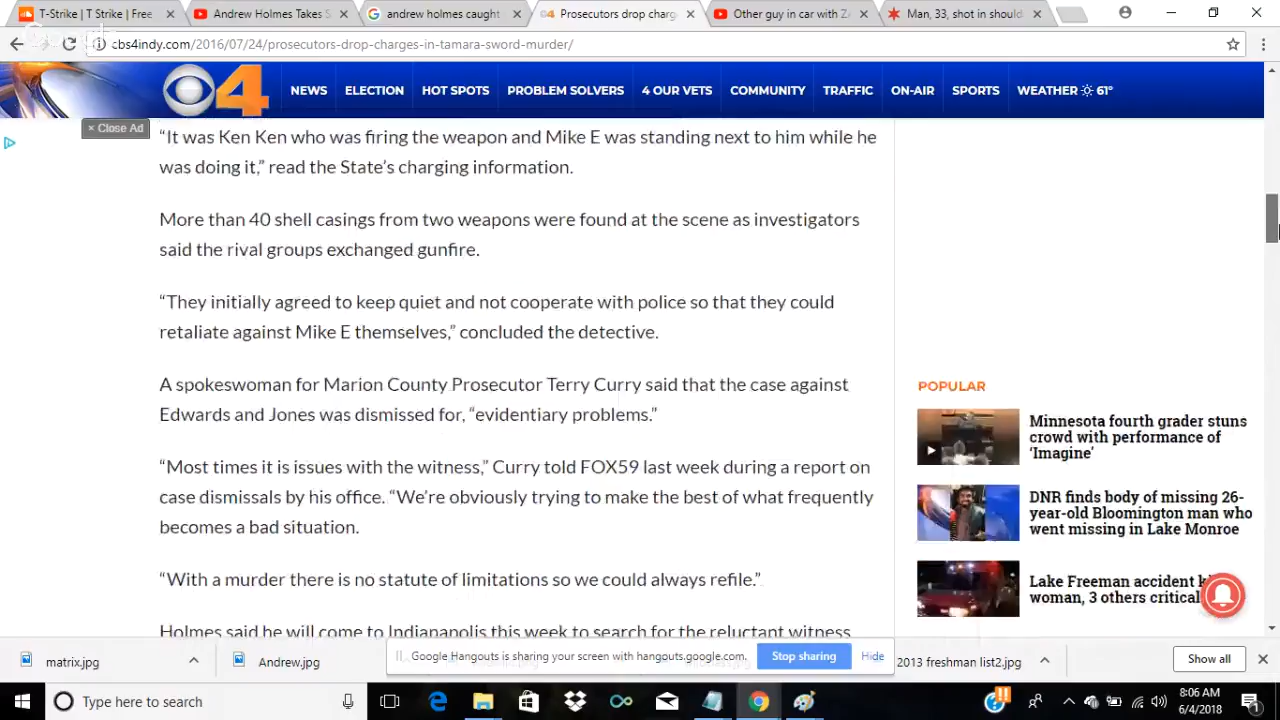 T-Strike | T Strike | Free
Andrew Holmes Takes S
andrew holmes caught
Prosecutors drop charg
Other guy in car with Z
Man, 33, shot in should
cbs4indy.com/2016/07/24/prosecutors-drop-charges-in-tamara-sword-murder/
4
NEWS
ELECTION
HOT SPOTS
PROBLEM SOLVERS
4 OUR VETS
COMMUNITY
TRAFFIC
ON-AIR
SPORTS
WEATHER 61°
× Close Ad
“It was Ken Ken who was firing the weapon and Mike E was standing next to him while he
was doing it,” read the State’s charging information.
More than 40 shell casings from two weapons were found at the scene as investigators
said the rival groups exchanged gunfire.
“They initially agreed to keep quiet and not cooperate with police so that they could
retaliate against Mike E themselves,” concluded the detective.
A spokeswoman for Marion County Prosecutor Terry Curry said that the case against
Edwards and Jones was dismissed for, “evidentiary problems.”
“Most times it is issues with the witness,” Curry told FOX59 last week during a report on
case dismissals by his office. “We’re obviously trying to make the best of what frequently
becomes a bad situation.
“With a murder there is no statute of limitations so we could always refile.”
Holmes said he will come to Indianapolis this week to search for the reluctant witness
POPULAR
Minnesota fourth grader stuns
crowd with performance of
‘Imagine’
DNR finds body of missing 26-
year-old Bloomington man who
went missing in Lake Monroe
Lake Freeman accident k
woman, 3 others critical
matrix.jpg
Andrew.jpg
Google Hangouts is sharing your screen with hangouts.google.com.
Stop sharing
Hide
2013 freshman list2.jpg
Show all
Type here to search
8:06 AM
6/4/2018